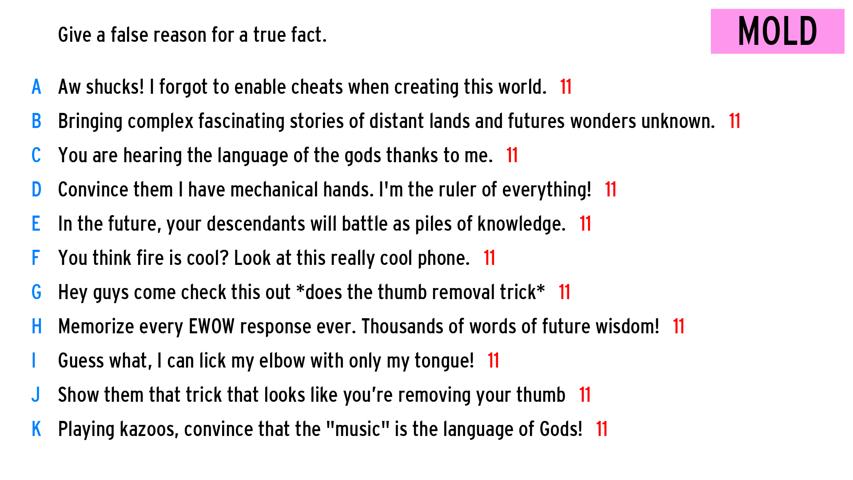 Give a false reason for a true fact.
MOLD
A Aw shucks! I forgot to enable cheats when creating this world. 11
B Bringing complex fascinating stories of distant lands and futures wonders unknown. 11
C You are hearing the language of the gods thanks to me. 11
D Convince them I have mechanical hands. I'm the ruler of everything! 11
E In the future, your descendants will battle as piles of knowledge. 11
F You think fire is cool? Look at this really cool phone. 11
G Hey guys come check this out *does the thumb removal trick* 11
H Memorize every EWOW response ever. Thousands of words of future wisdom! 11
I Guess what, I can lick my elbow with only my tongue! 11
J Show them that trick that looks like you’re removing your thumb 11
K Playing kazoos, convince that the "music" is the language of Gods! 11